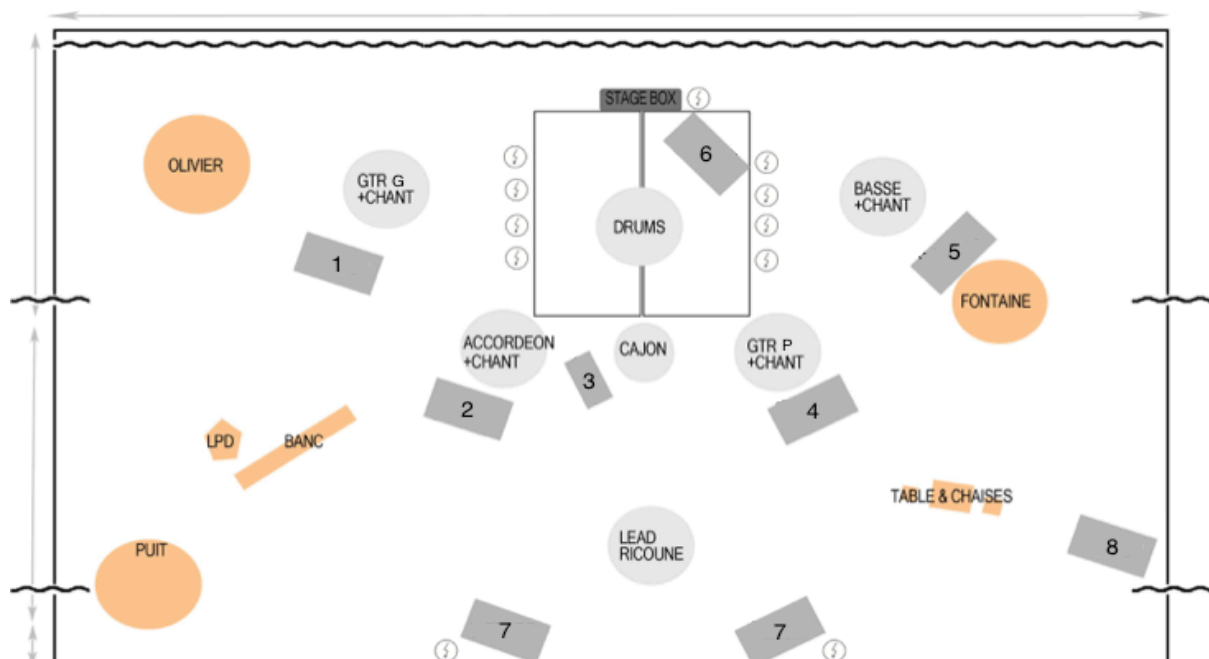 STAGE BOX
6
OLIVIER
GTR G
+CHANT
BASSE
+CHANT
DRUMS
1
5
FONTAINE
ACCORDEON
+CHANT
CAJON
GTR P
+CHANT
3
2
4
LPD
BANC
TABLE & CHAISES
LEAD
RICOUNE
8
PUIT
7
7